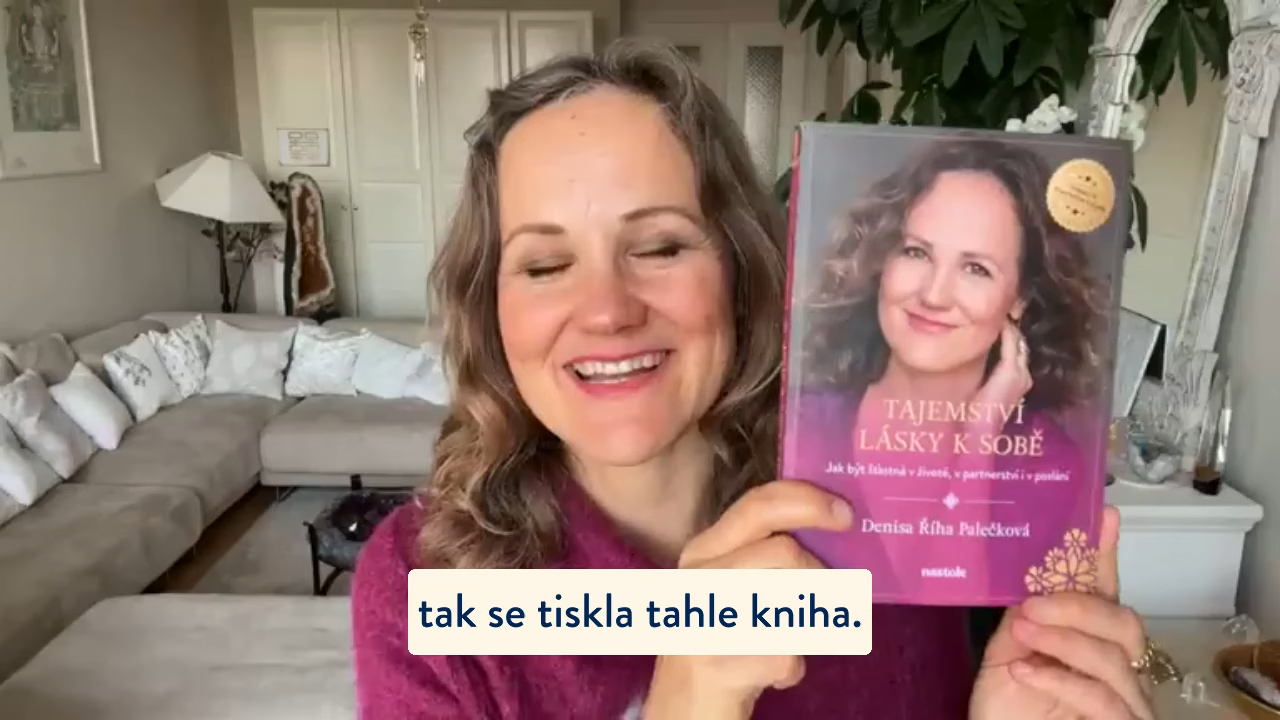 TAJEMSTVÍ
LÁSKY K SOBĚ
Jak být šťastná v životě, v partnerství i v poslání
Denisa Říha Palečková
nastole
tak se tiskla tahle kniha.